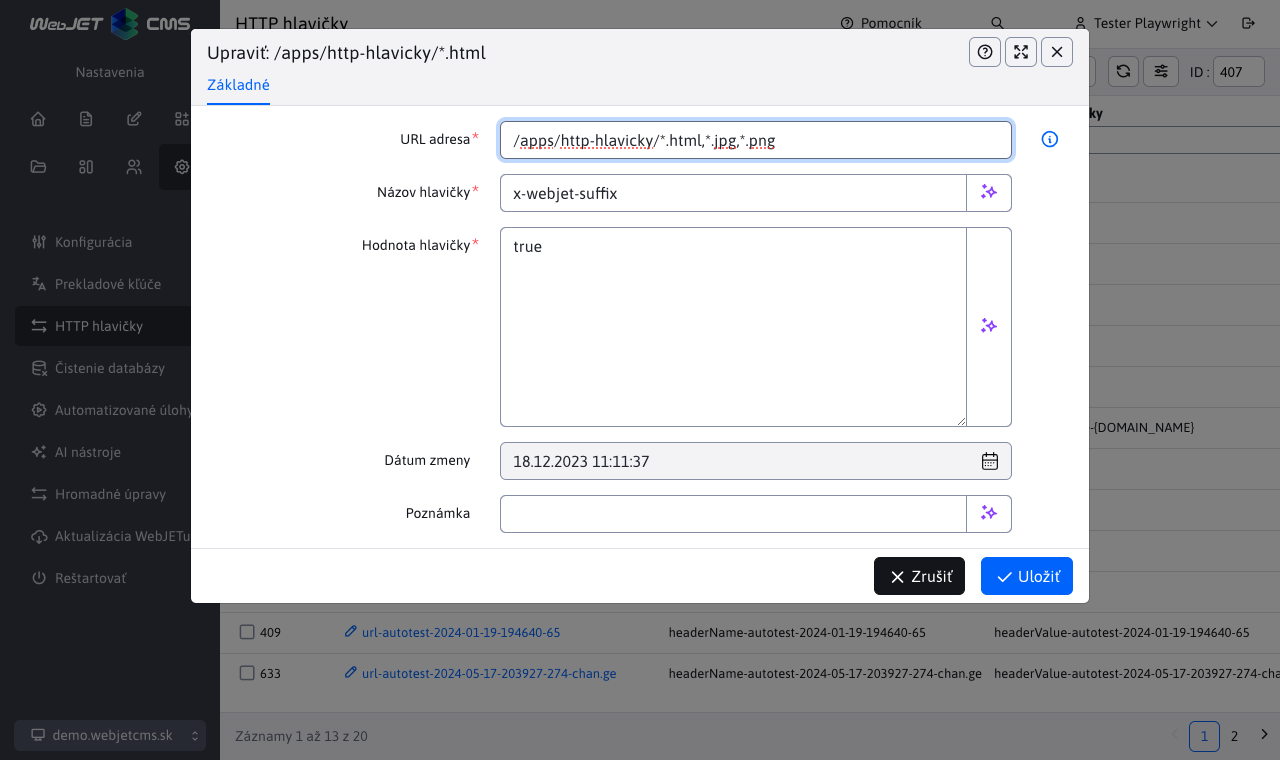 WebJET CMS
HTTP hlavičky
Pomocník
Tester Playwright
Nastavenia
ID :
407
Upraviť: /apps/http-hlavicky/*.html
Základné
URL adresa*
/apps/http-hlavicky/*.html,*.jpg,*.png
Názov hlavičky*
x-webjet-suffix
Hodnota hlavičky*
true
Dátum zmeny
18.12.2023 11:11:37
Poznámka
Zrušiť
Uložiť
Konfigurácia
Prekladové kľúče
HTTP hlavičky
Čistenie databázy
Automatizované úlohy
AI nástroje
Hromadné úpravy
Aktualizácia WebJETu
Reštartovať
demo.webjetcms.sk
ky
-{DOMAIN_NAME}
409 url-autotest-2024-01-19-194640-65 headerName-autotest-2024-01-19-194640-65 headerValue-autotest-2024-01-19-194640-65
633 url-autotest-2024-05-17-203927-274-chan.ge headerName-autotest-2024-05-17-203927-274-chan.ge headerValue-autotest-2024-05-17-203927-274-cha
Záznamy 1 až 13 z 20
1 2